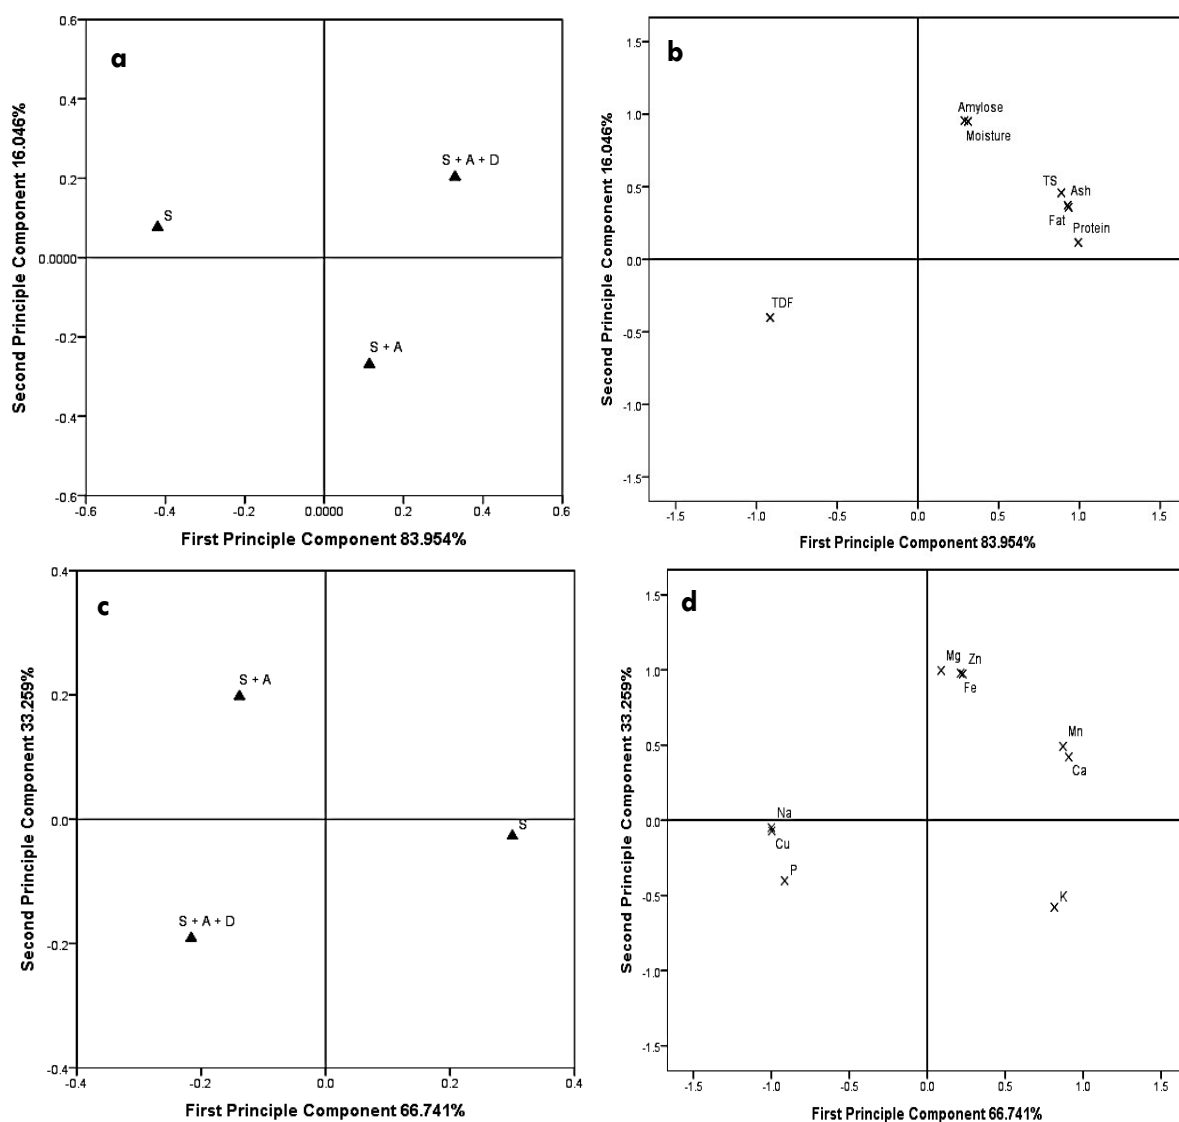 a
0.6
0.4
0.2
0.0000
-0.2
-0.4
-0.6
-0.6
-0.4
-0.2
0.0000
0.2
0.4
0.6
S + A + D
S
S + A
Second Principle Component 16.046%
First Principle Component 83.954%
b
1.5
1.0
0.5
0.0
-0.5
-1.0
-1.5
-1.5
-1.0
-0.5
0.0
0.5
1.0
1.5
Amylose
Moisture
TS
Ash
Fat
Protein
TDF
Second Principle Component 16.046%
First Principle Component 83.954%
c
0.4
0.2
0.0
-0.2
-0.4
-0.4
-0.2
0.0
0.2
0.4
S + A
S
S + A + D
Second Principle Component 33.259%
First Principle Component 66.741%
d
1.5
1.0
0.5
0.0
-0.5
-1.0
-1.5
-1.5
-1.0
-0.5
0.0
0.5
1.0
1.5
Mg
Zn
Fe
Mn
Ca
Na
Cu
P
K
Second Principle Component 33.259%
First Principle Component 66.741%